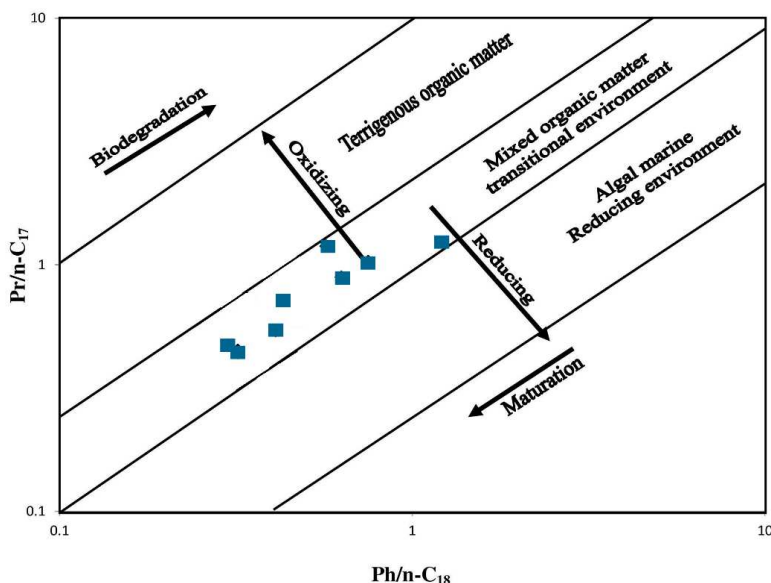 10
Terrigenous organic matter
Mixed organic matter
transitional environment
Algal marine
Reducing environment
Biodegradation
Oxidizing
Reducing
Maturation
Pr/n-C17
1
0.1
0.1
1
10
Ph/n-C18